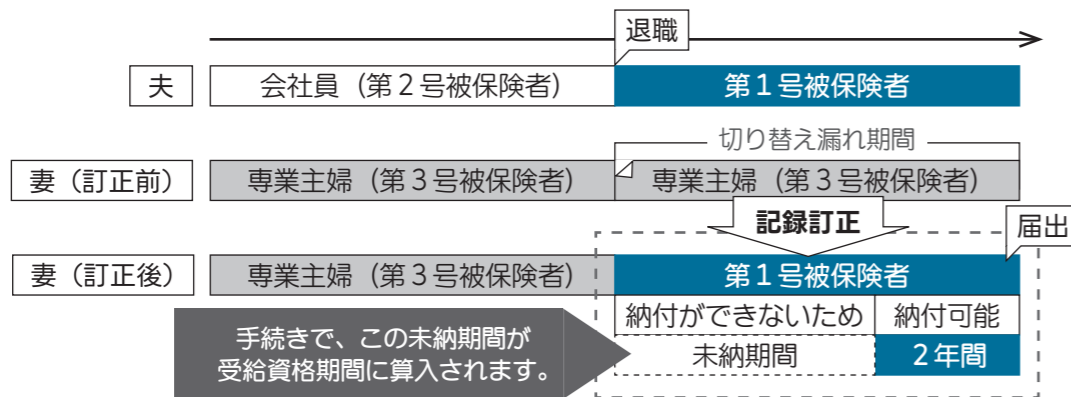 退職
夫
会社員（第２号被保険者）
第１号被保険者
切り替え漏れ期間
妻（訂正前）
専業主婦（第３号被保険者）
専業主婦（第３号被保険者）
記録訂正
届出
妻（訂正後）
専業主婦（第３号被保険者）
第１号被保険者
納付ができないため
納付可能
手続きで、この未納期間が
受給資格期間に算入されます。
未納期間
２年間